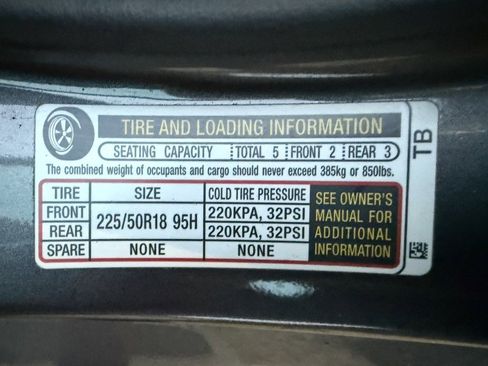 TIRE AND LOADING INFORMATION
SEATING CAPACITY TOTAL 5 FRONT 2 REAR 3
The combined weight of occupants and cargo should never exceed 385kg or 850lbs.
TIRE SIZE COLD TIRE PRESSURE
FRONT 225/50R18 95H 220KPA, 32PSI
REAR 220KPA, 32PSI
SPARE NONE NONE
SEE OWNER'S
MANUAL FOR
ADDITIONAL
INFORMATION
TB